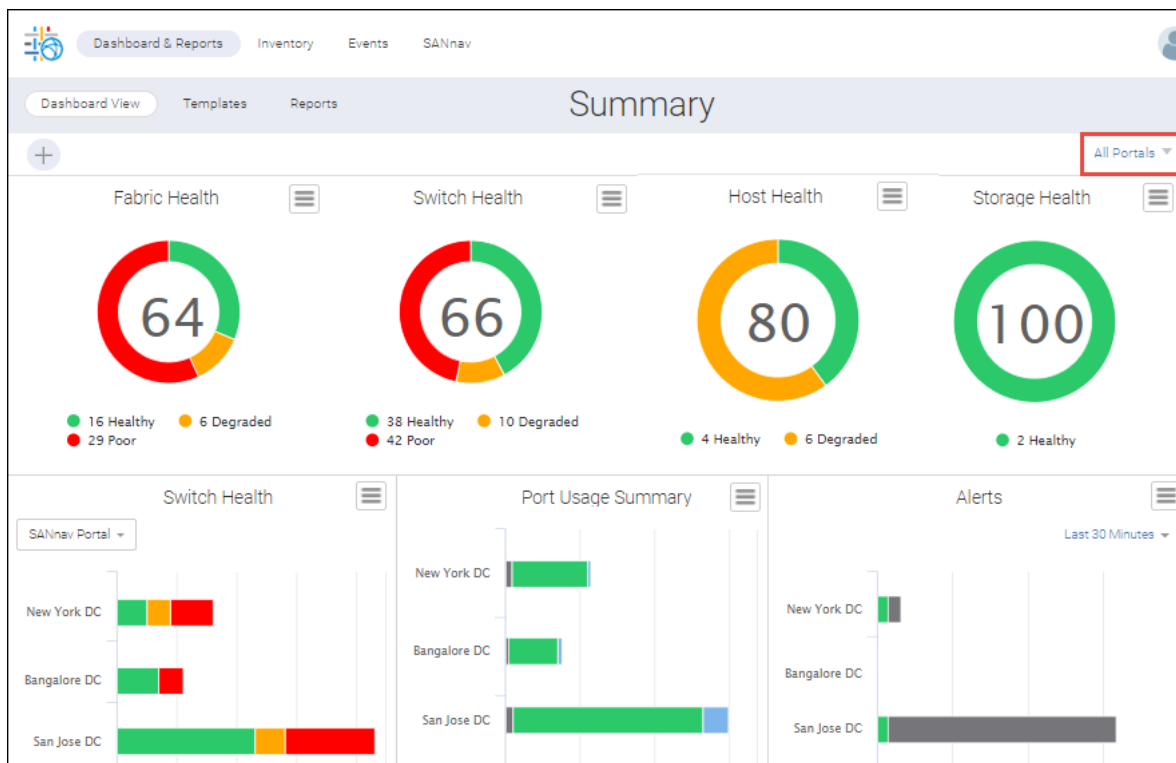 Dashboard & Reports Inventory Events SANnav
Dashboard View Templates Reports Summary
All Portals
Fabric Health Switch Health Host Health Storage Health
64 66 80 100
16 Healthy 6 Degraded
29 Poor
38 Healthy 10 Degraded
42 Poor
4 Healthy 6 Degraded
2 Healthy
Switch Health
SANnav Portal
New York DC
Bangalore DC
San Jose DC
Port Usage Summary
New York DC
Bangalore DC
San Jose DC
Alerts
Last 30 Minutes
New York DC
Bangalore DC
San Jose DC